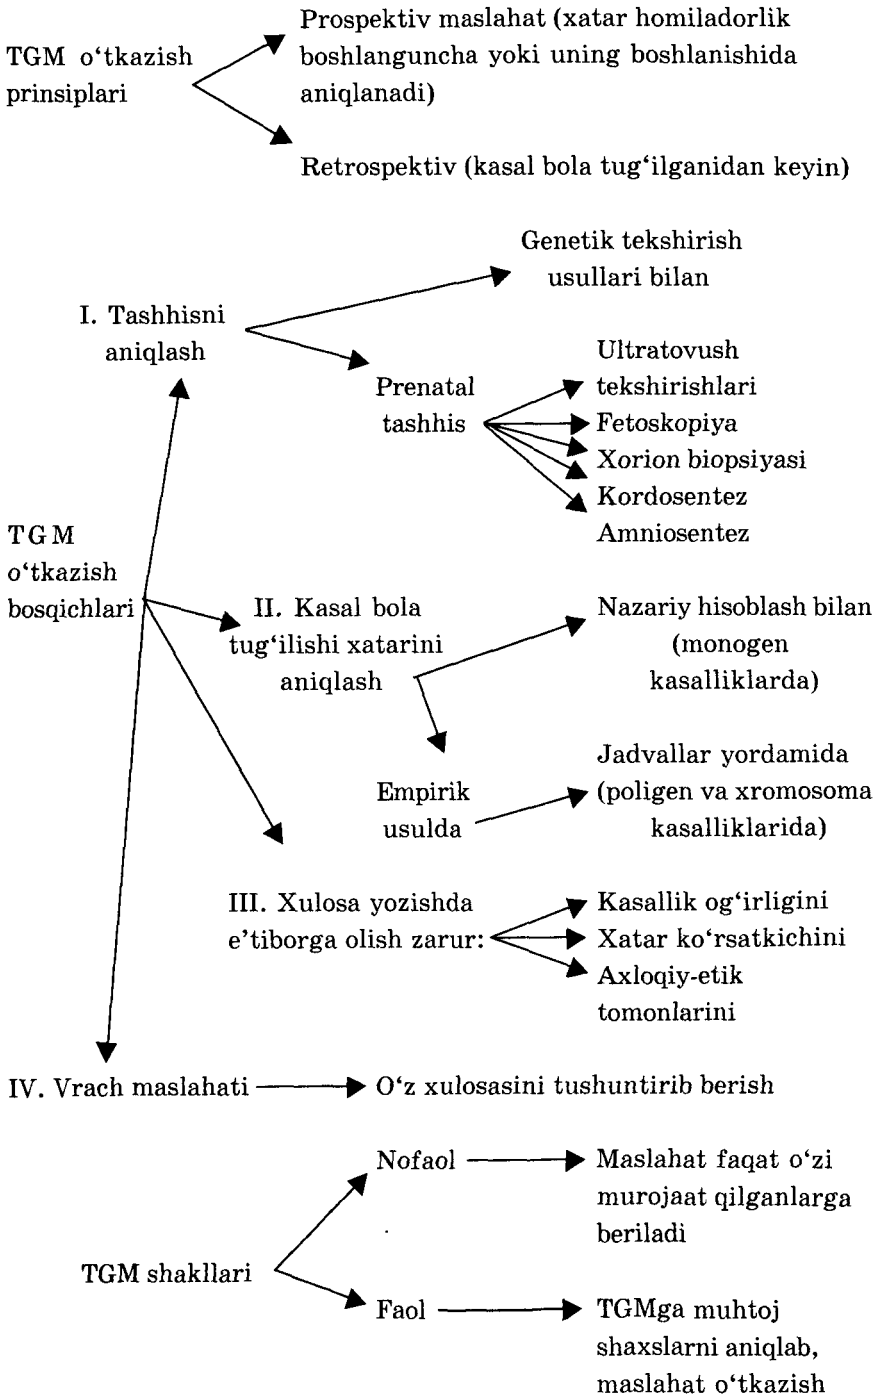 TGM o‘tkazish
prinsiplari
Prospektiv maslahat (xatar homiladorlik
boshlanguncha yoki uning boshlanishida
aniqlanadi)
Retrospektiv (kasal bola tug‘ilganidan keyin)
TGM
o‘tkazish
bosqichlari
I. Tashhisni
aniqlash
Genetik tekshirish
usullari bilan
Prenatal
tashhis
Ultratovush
tekshirishlari
Fetoskopiya
Xorion biopsiyasi
Kordosentez
Amniosentez
II. Kasal bola
tug‘ilishi xatarini
aniqlash
Nazariy hisoblash bilan
(monogen
kasalliklarda)
Empirik
usulda
Jadvallar yordamida
(poligen va xromosoma
kasalliklarida)
III. Xulosa yozishda
e’tiborga olish zarur:
Kasallik og‘irligini
Xatar ko‘rsatkichini
Axloqiy-etik
tomonlarini
IV. Vrach maslahati
O‘z xulosasini tushuntirib berish
TGM shakllari
Nofaol
Maslahat faqat o‘zi
murojaat qilganlarga
beriladi
Faol
TGMga muhtoj
shaxslarni aniqlab,
maslahat o‘tkazish